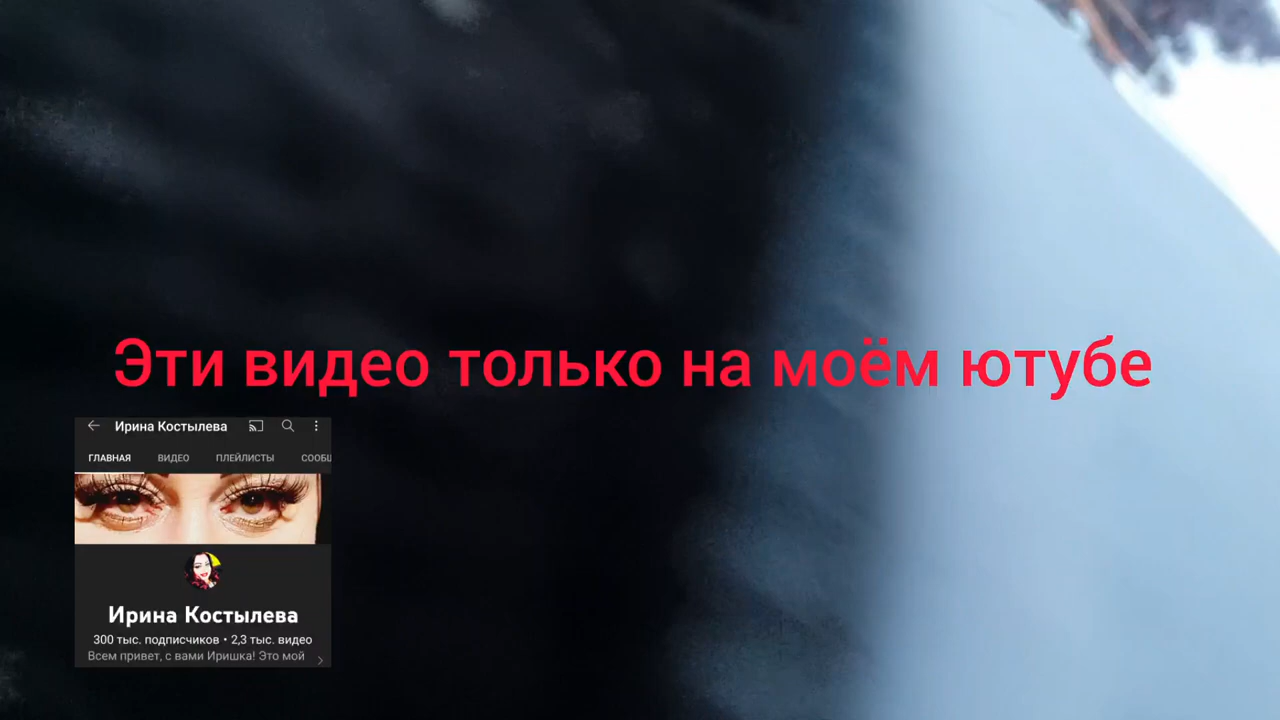 Эти видео только на моём ютубе
Ирина Костылева
ГЛАВНАЯ ВИДЕО ПЛЕЙЛИСТЫ СООБЩ
Ирина Костылева
300 тыс. подписчиков • 2,3 тыс. видео
Всем привет, с вами Иришка! Это мой